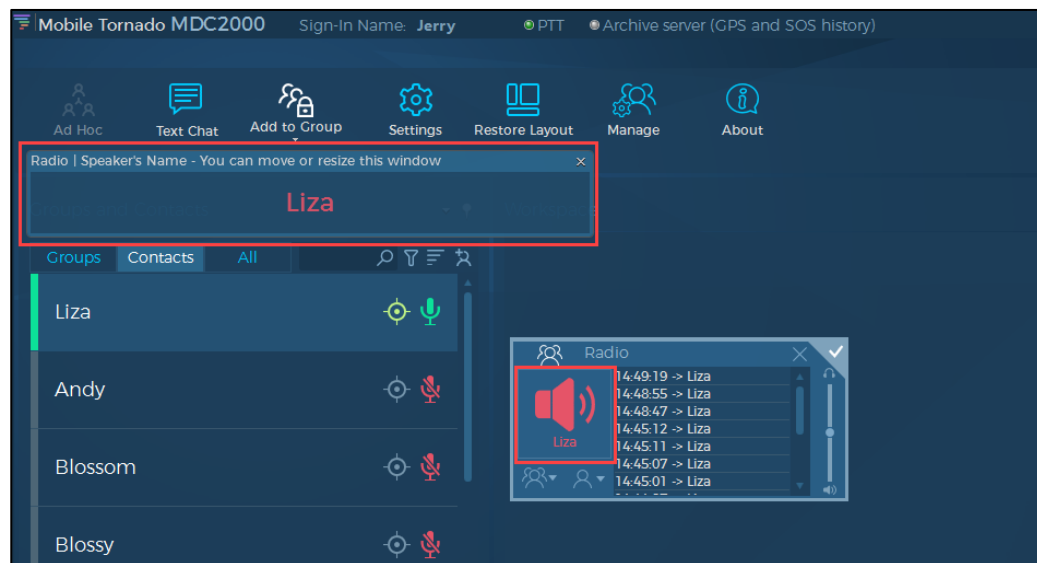 Mobile Tornado MDC2000 Sign-In Name: Jerry PTT Archive server (GPS and SOS history)
Ad Hoc Text Chat Add to Group Settings Restore Layout Manage About
Radio | Speaker's Name - You can move or resize this window
Liza
Groups and Contacts
Groups Contacts All
Liza
Andy
Blossom
Blossy
Radio
Liza
14:49:19 -> Liza
14:48:55 -> Liza
14:48:47 -> Liza
14:45:12 -> Liza
14:45:11 -> Liza
14:45:07 -> Liza
14:45:01 -> Liza